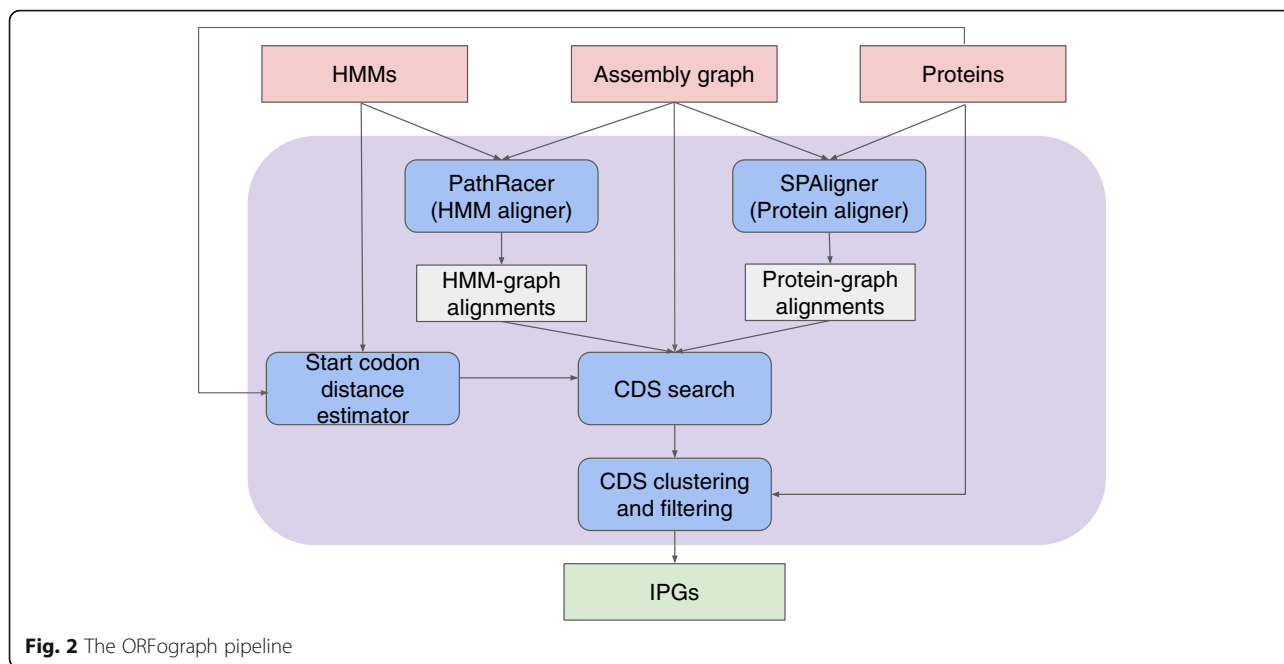 HMMs
Assembly graph
Proteins
PathRacer
(HMM aligner)
SPAligner
(Protein aligner)
HMM-graph
alignments
Protein-graph
alignments
Start codon
distance
estimator
CDS search
CDS clustering
and filtering
IPGs
Fig. 2 The ORFograph pipeline